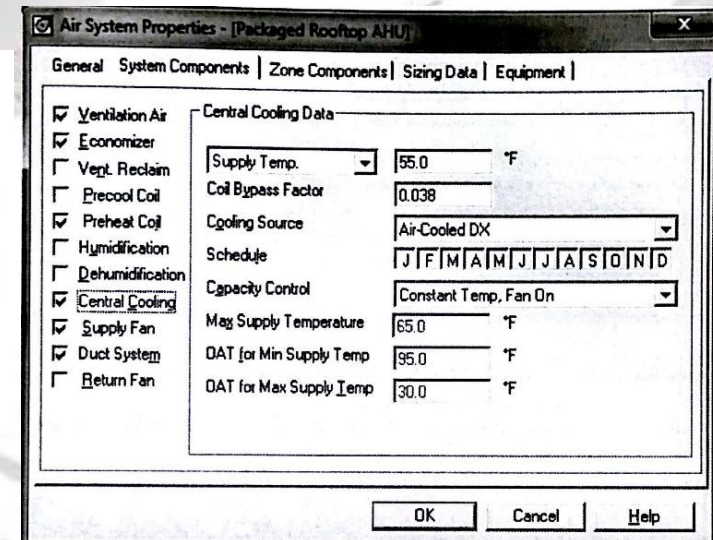 Air System Properties - [Packaged Rooftop AHU]
General System Components Zone Components Sizing Data Equipment
Ventilation Air
Economizer
Vent. Reclaim
Precool Coil
Preheat Coil
Humidification
Dehumidification
Central Cooling
Supply Fan
Duct System
Return Fan
Central Cooling Data
Supply Temp. 55.0 °F
Coil Bypass Factor 0.038
Cooling Source Air-Cooled DX
Schedule J F M A M J J A S O N D
Capacity Control Constant Temp, Fan On
Max Supply Temperature 65.0 °F
OAT for Min Supply Temp 95.0 °F
OAT for Max Supply Temp 30.0 °F
OK Cancel Help